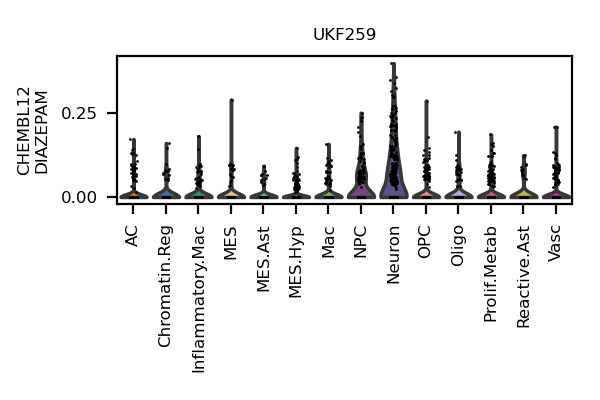 UKF259
CHEMBL12
DIAZEPAM
0.25
0.00
AC
Chromatin.Reg
Inflammatory.Mac
MES
MES.Ast
MES.Hyp
Mac
NPC
Neuron
OPC
Oligo
Prolif.Metab
Reactive.Ast
Vasc